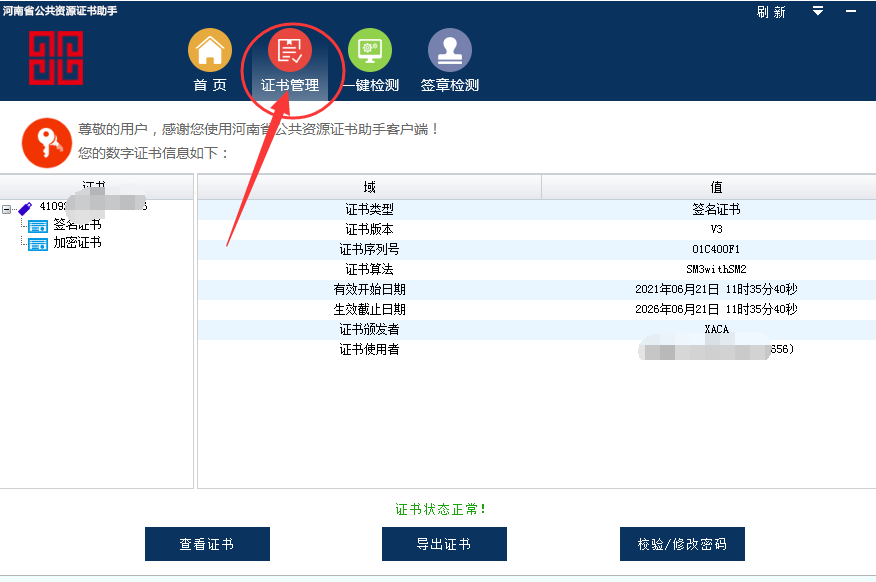 河南省公共资源证书助手
刷 新
首 页 证书管理 一键检测 签章检测
尊敬的用户，感谢您使用河南省公共资源证书助手客户端！
您的数字证书信息如下：
证书 域 值
签名证书
加密证书
证书类型 签名证书
证书版本 V3
证书序列号 01C400F1
证书算法 SM3withSM2
有效开始日期 2021年06月21日 11时35分40秒
生效截止日期 2026年06月21日 11时35分40秒
证书颁发者 XACA
证书使用者 656）
证书状态正常！
查看证书 导出证书 校验/修改密码